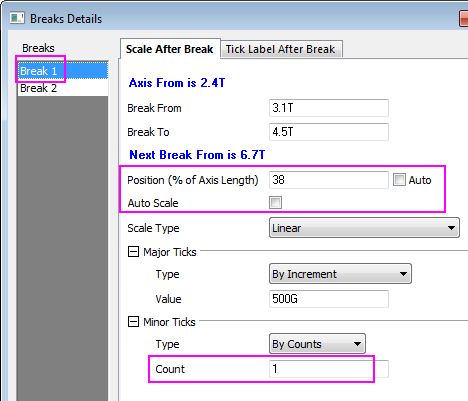 Breaks Details
Breaks
Break 1
Break 2
Scale After Break
Tick Label After Break
Axis From is 2.4T
Break From 3.1T
Break To 4.5T
Next Break From is 6.7T
Position (% of Axis Length) 38 Auto
Auto Scale
Scale Type Linear
Major Ticks
Type By Increment
Value 500G
Minor Ticks
Type By Counts
Count 1